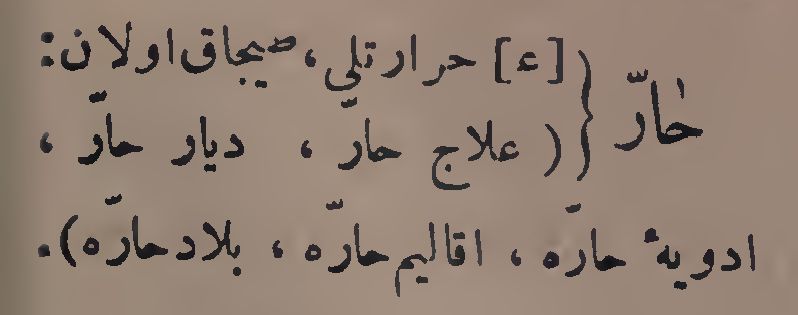 حارّ { [ع] حرارتلی، صیجاق اولان:
( علاج حارّ ، دیار حارّ ،
ادویهٔ حارّه ، اقالیم حارّه ، بلاد حارّه).